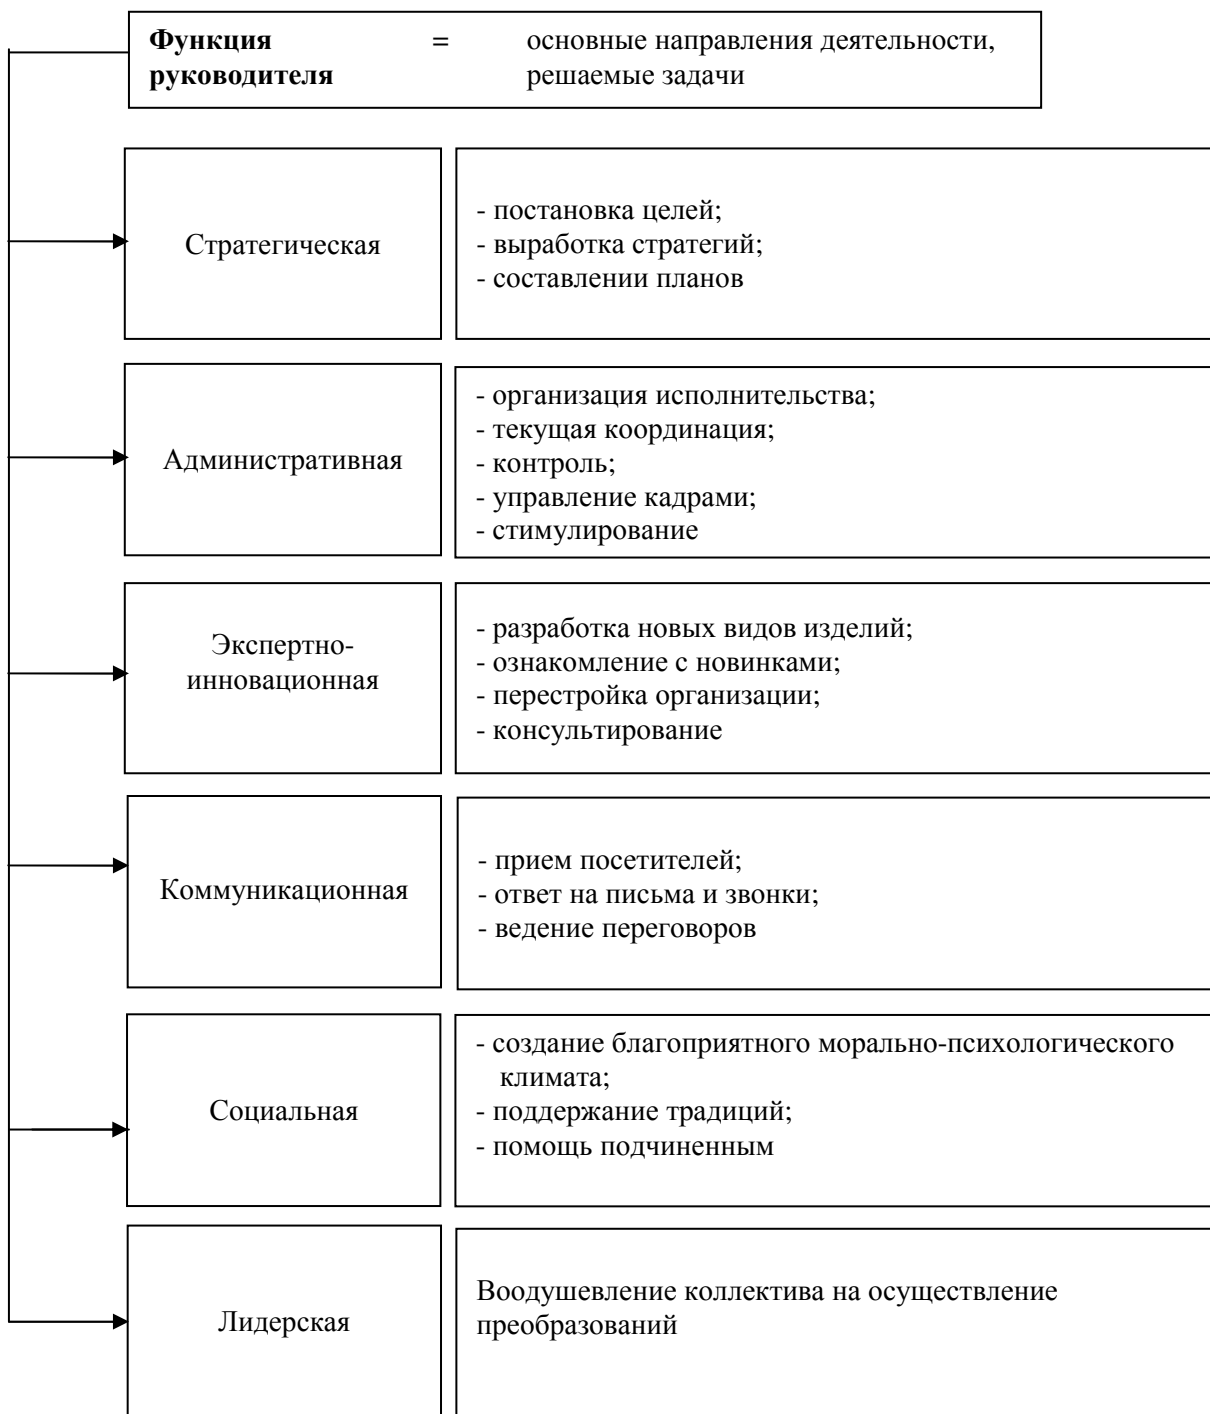 Функция = основные направления деятельности,
руководителя решаемые задачи
Стратегическая
- постановка целей;
- выработка стратегий;
- составлении планов
Административная
- организация исполнительства;
- текущая координация;
- контроль;
- управление кадрами;
- стимулирование
Экспертно-
инновационная
- разработка новых видов изделий;
- ознакомление с новинками;
- перестройка организации;
- консультирование
Коммуникационная
- прием посетителей;
- ответ на письма и звонки;
- ведение переговоров
Социальная
- создание благоприятного морально-психологического
климата;
- поддержание традиций;
- помощь подчиненным
Лидерская
Воодушевление коллектива на осуществление
преобразований